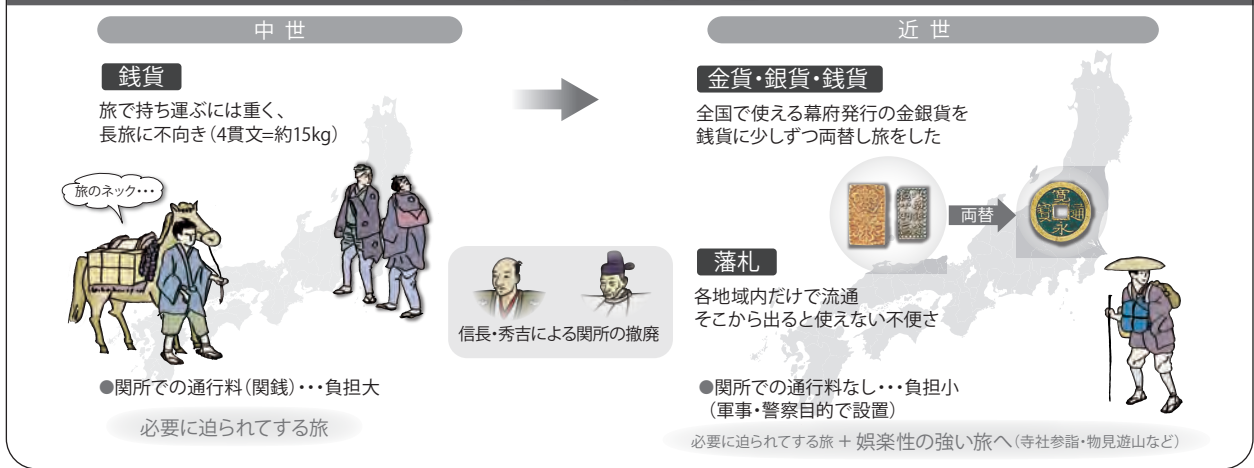 中世
銭貨
旅で持ち運ぶには重く、
長旅に不向き(4貫文=約15kg)
旅のネック・・・
●関所での通行料(関銭)・・・負担大
必要に迫られてする旅
信長・秀吉による関所の撤廃
近世
金貨・銀貨・銭貨
全国で使える幕府発行の金銀貨を
銭貨に少しずつ両替し旅をした
両替
寛
寳 通
永
藩札
各地域内だけで流通
そこから出ると使えない不便さ
●関所での通行料なし・・・負担小
(軍事・警察目的で設置)
必要に迫られてする旅 + 娯楽性の強い旅へ(寺社参詣・物見遊山など)